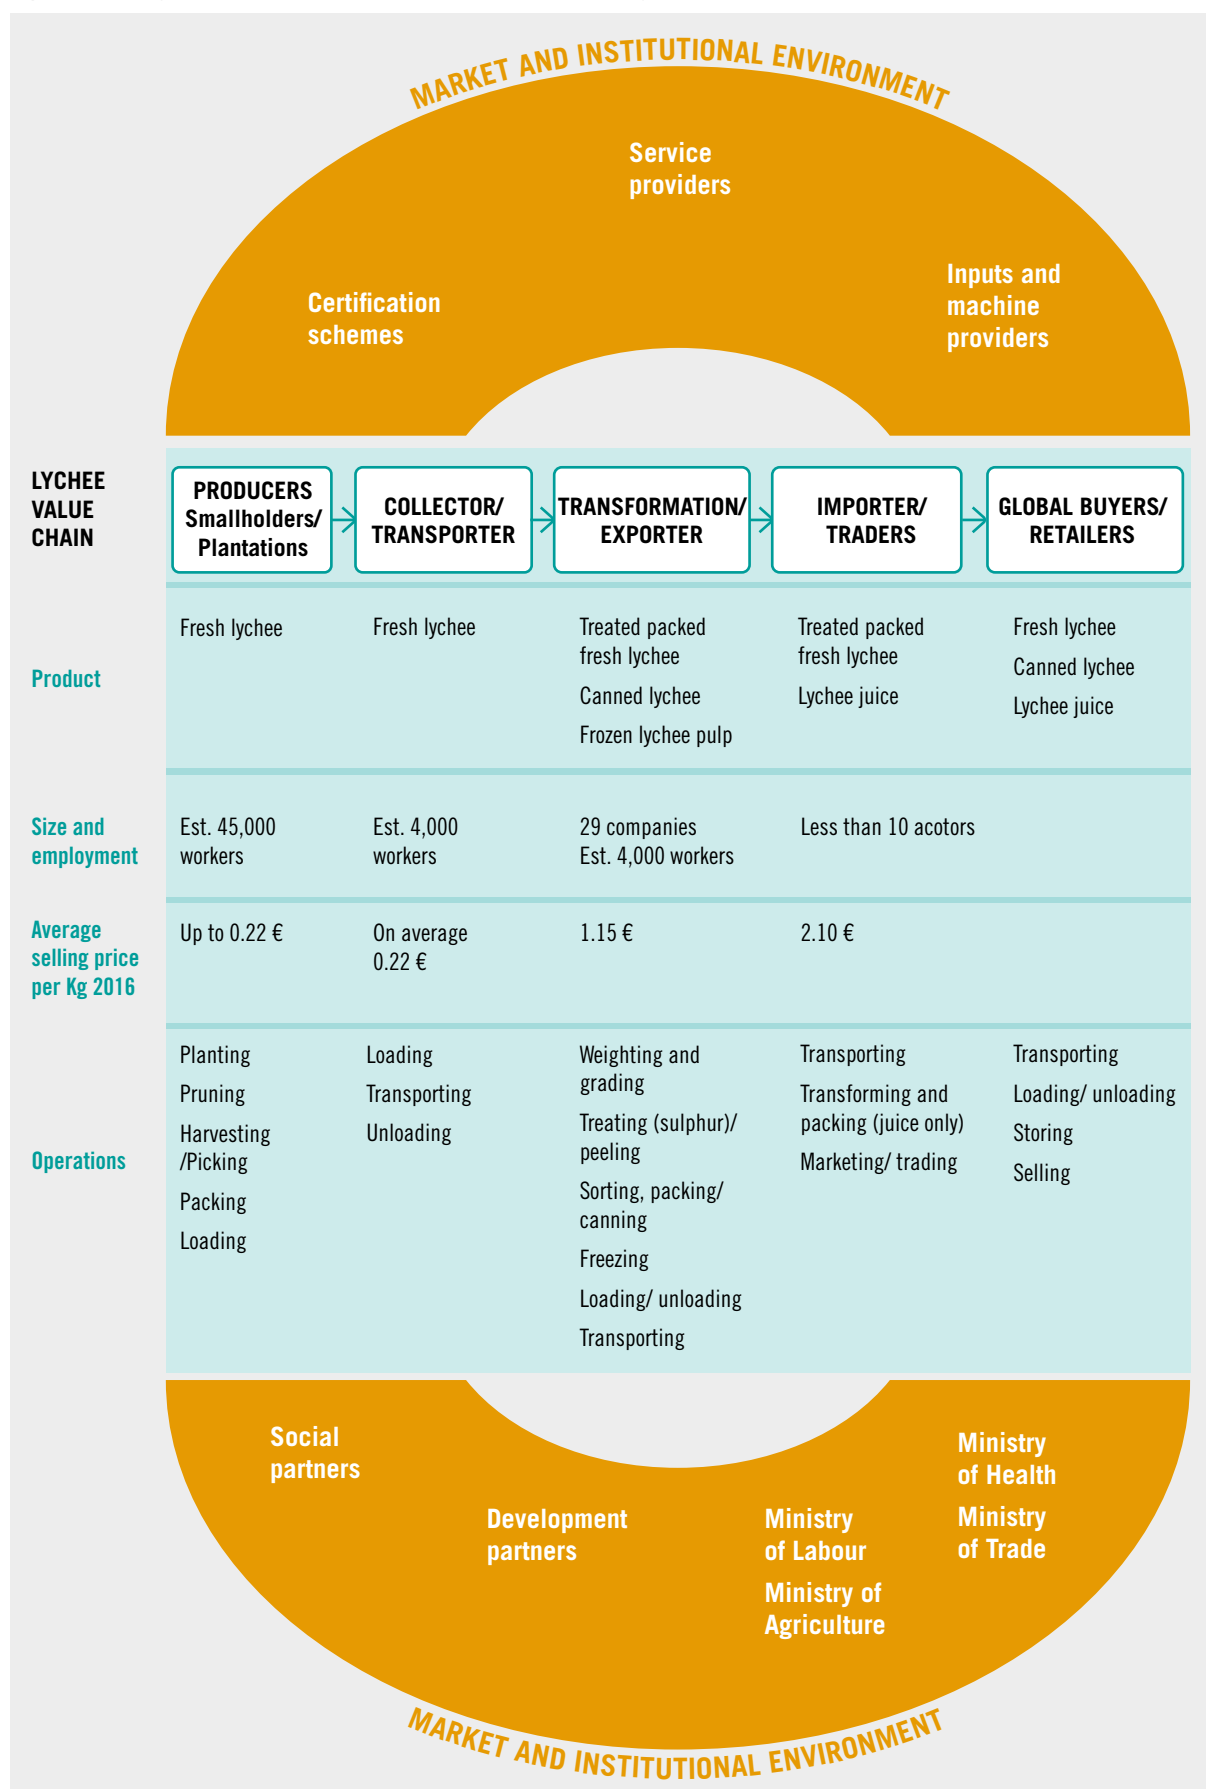 MARKET AND INSTITUTIONAL ENVIRONMENT
Service
providers
Certification
schemes
Inputs and
machine
providers
LYCHEE
VALUE
CHAIN
PRODUCERS
Smallholders/
Plantations
COLLECTOR/
TRANSPORTER
TRANSFORMATION/
EXPORTER
IMPORTER/
TRADERS
GLOBAL BUYERS/
RETAILERS
Product
Fresh lychee
Fresh lychee
Treated packed
fresh lychee
Canned lychee
Frozen lychee pulp
Treated packed
fresh lychee
Lychee juice
Fresh lychee
Canned lychee
Lychee juice
Size and
employment
Est. 45,000
workers
Est. 4,000
workers
29 companies
Est. 4,000 workers
Less than 10 acotors
Average
selling price
per Kg 2016
Up to 0.22 €
On average
0.22 €
1.15 €
2.10 €
Operations
Planting
Pruning
Harvesting
/Picking
Packing
Loading
Loading
Transporting
Unloading
Weighting and
grading
Treating (sulphur)/
peeling
Sorting, packing/
canning
Freezing
Loading/ unloading
Transporting
Transporting
Transforming and
packing (juice only)
Marketing/ trading
Transporting
Loading/ unloading
Storing
Selling
Social
partners
Development
partners
Ministry
of Labour
Ministry of
Agriculture
Ministry
of Health
Ministry
of Trade
MARKET AND INSTITUTIONAL ENVIRONMENT